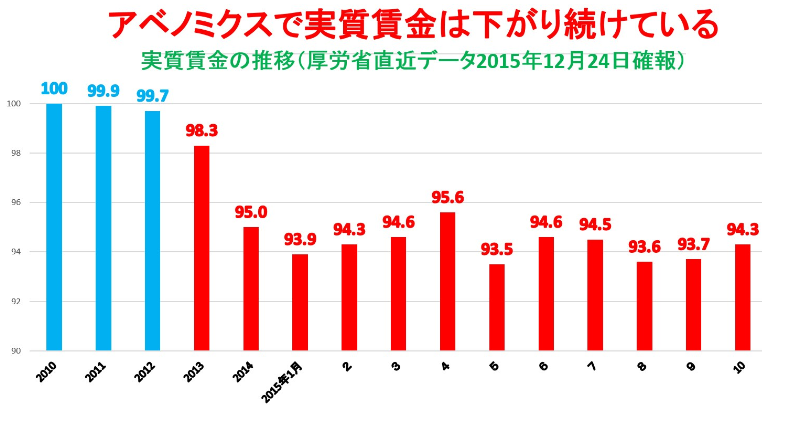 アベノミクスで実質賃金は下がり続けている
実質賃金の推移(厚労省直近データ2015年12月24日確報)
100 99.9 99.7 98.3 95.0 93.9 94.3 94.6 95.6 93.5 94.6 94.5 93.6 93.7 94.3
100
98
96
94
92
90
2010 2011 2012 2013 2014 2015年1月 2 3 4 5 6 7 8 9 10